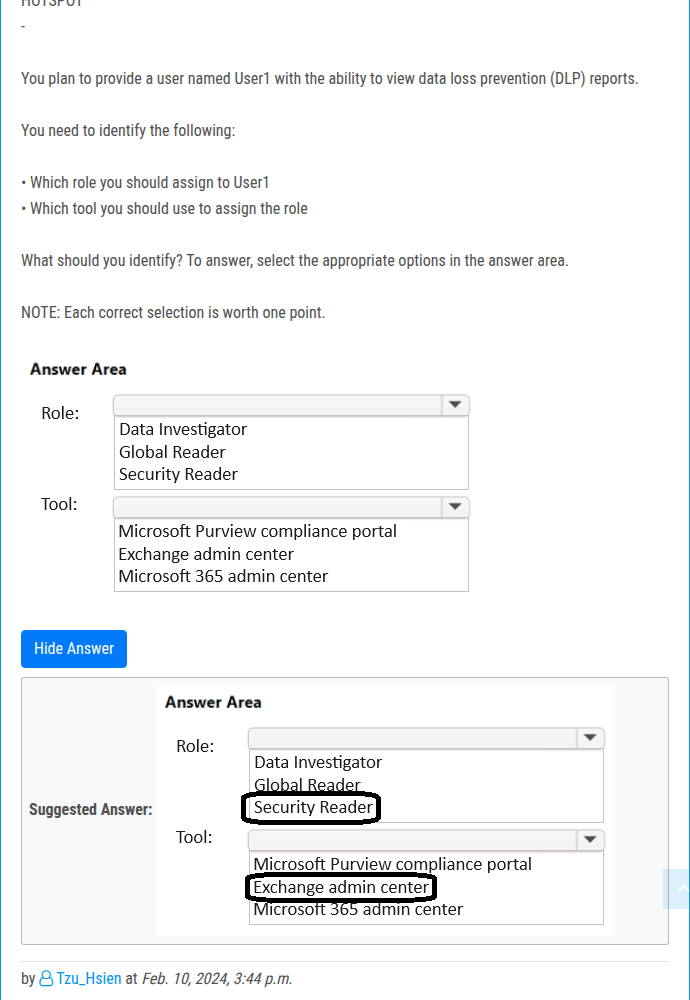 HOTSPOT
-
You plan to provide a user named User1 with the ability to view data loss prevention (DLP) reports.
You need to identify the following:
• Which role you should assign to User1
• Which tool you should use to assign the role
What should you identify? To answer, select the appropriate options in the answer area.
NOTE: Each correct selection is worth one point.
Answer Area
Role:
Data Investigator
Global Reader
Security Reader
Tool:
Microsoft Purview compliance portal
Exchange admin center
Microsoft 365 admin center
Hide Answer
Suggested Answer:
Answer Area
Role:
Data Investigator
Global Reader
Security Reader
Tool:
Microsoft Purview compliance portal
Exchange admin center
Microsoft 365 admin center
by Tzu_Hsien at Feb. 10, 2024, 3:44 p.m.